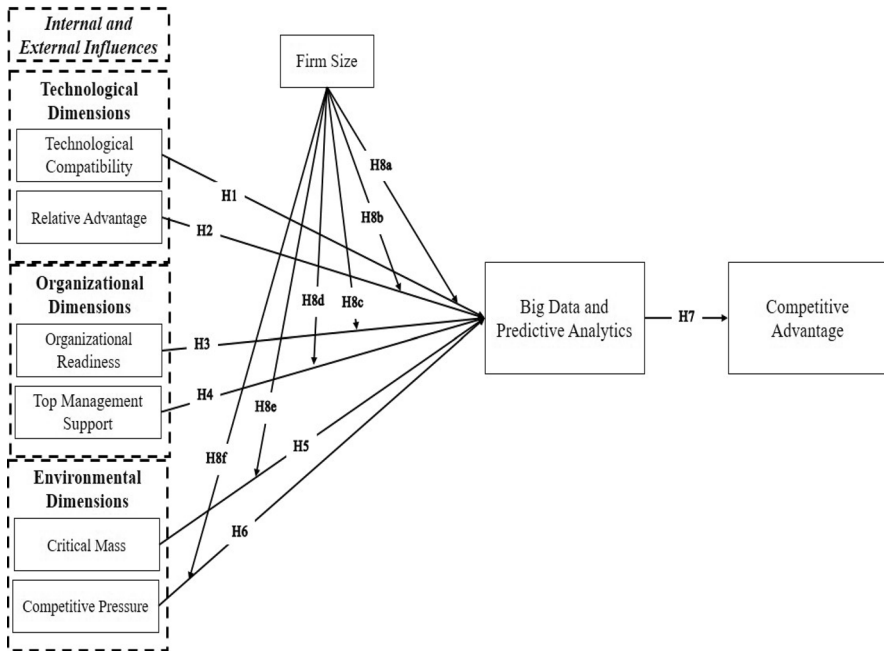 Internal and
External Influences
Technological
Dimensions
Technological
Compatibility
Relative Advantage
Organizational
Dimensions
Organizational
Readiness
Top Management
Support
Environmental
Dimensions
Critical Mass
Competitive Pressure
Firm Size
H1
H2
H3
H4
H5
H6
H8a
H8b
H8c
H8d
H8e
H8f
Big Data and
Predictive Analytics
H7
Competitive
Advantage